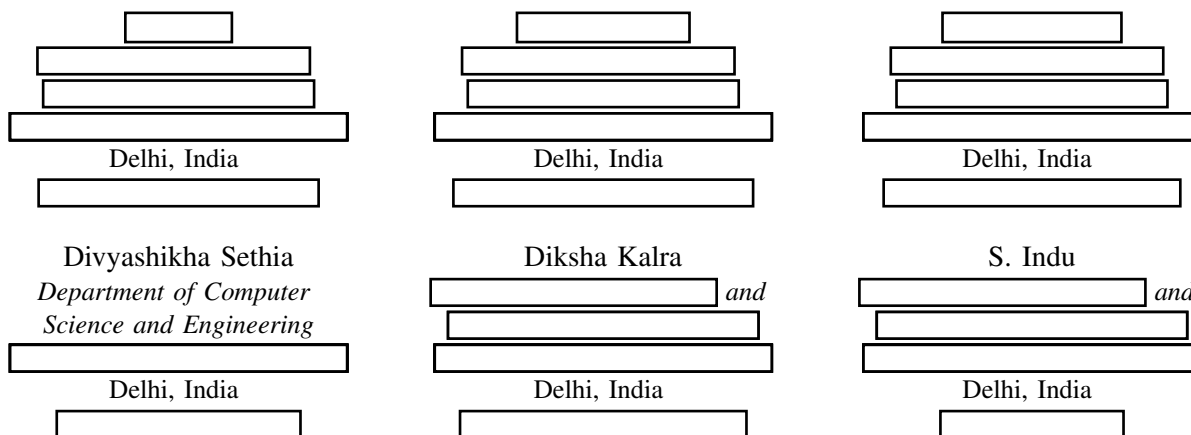 Delhi, India
Delhi, India
Delhi, India
Divyashikha Sethia
Department of Computer
Science and Engineering
Delhi, India
Diksha Kalra
and
Delhi, India
S. Indu
and
Delhi, India